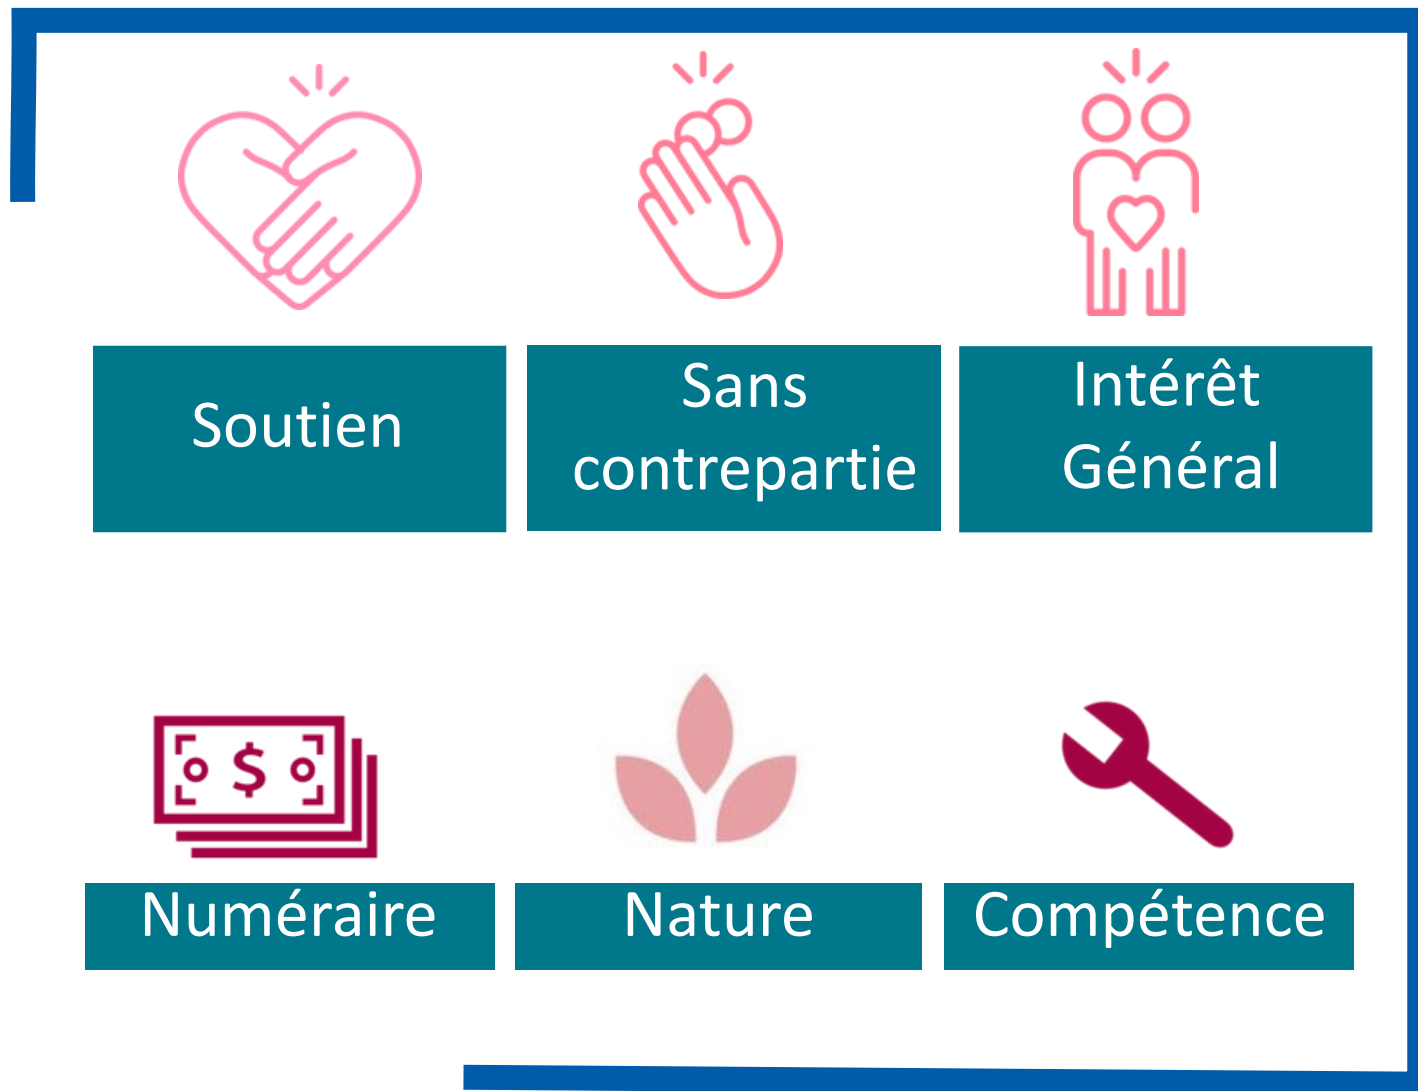 Soutien
Sans
contrepartie
Intérêt
Général
$
Numéraire
Nature
Compétence